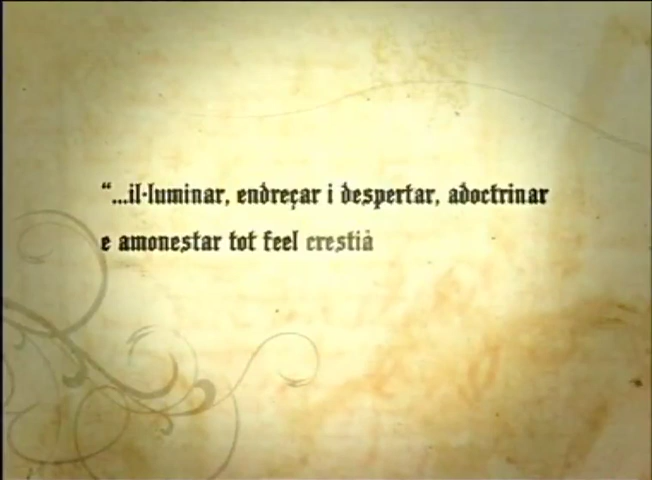 “...il·luminar, endreçar i despertar, adoctrinar
e amonestar tot feel crestià